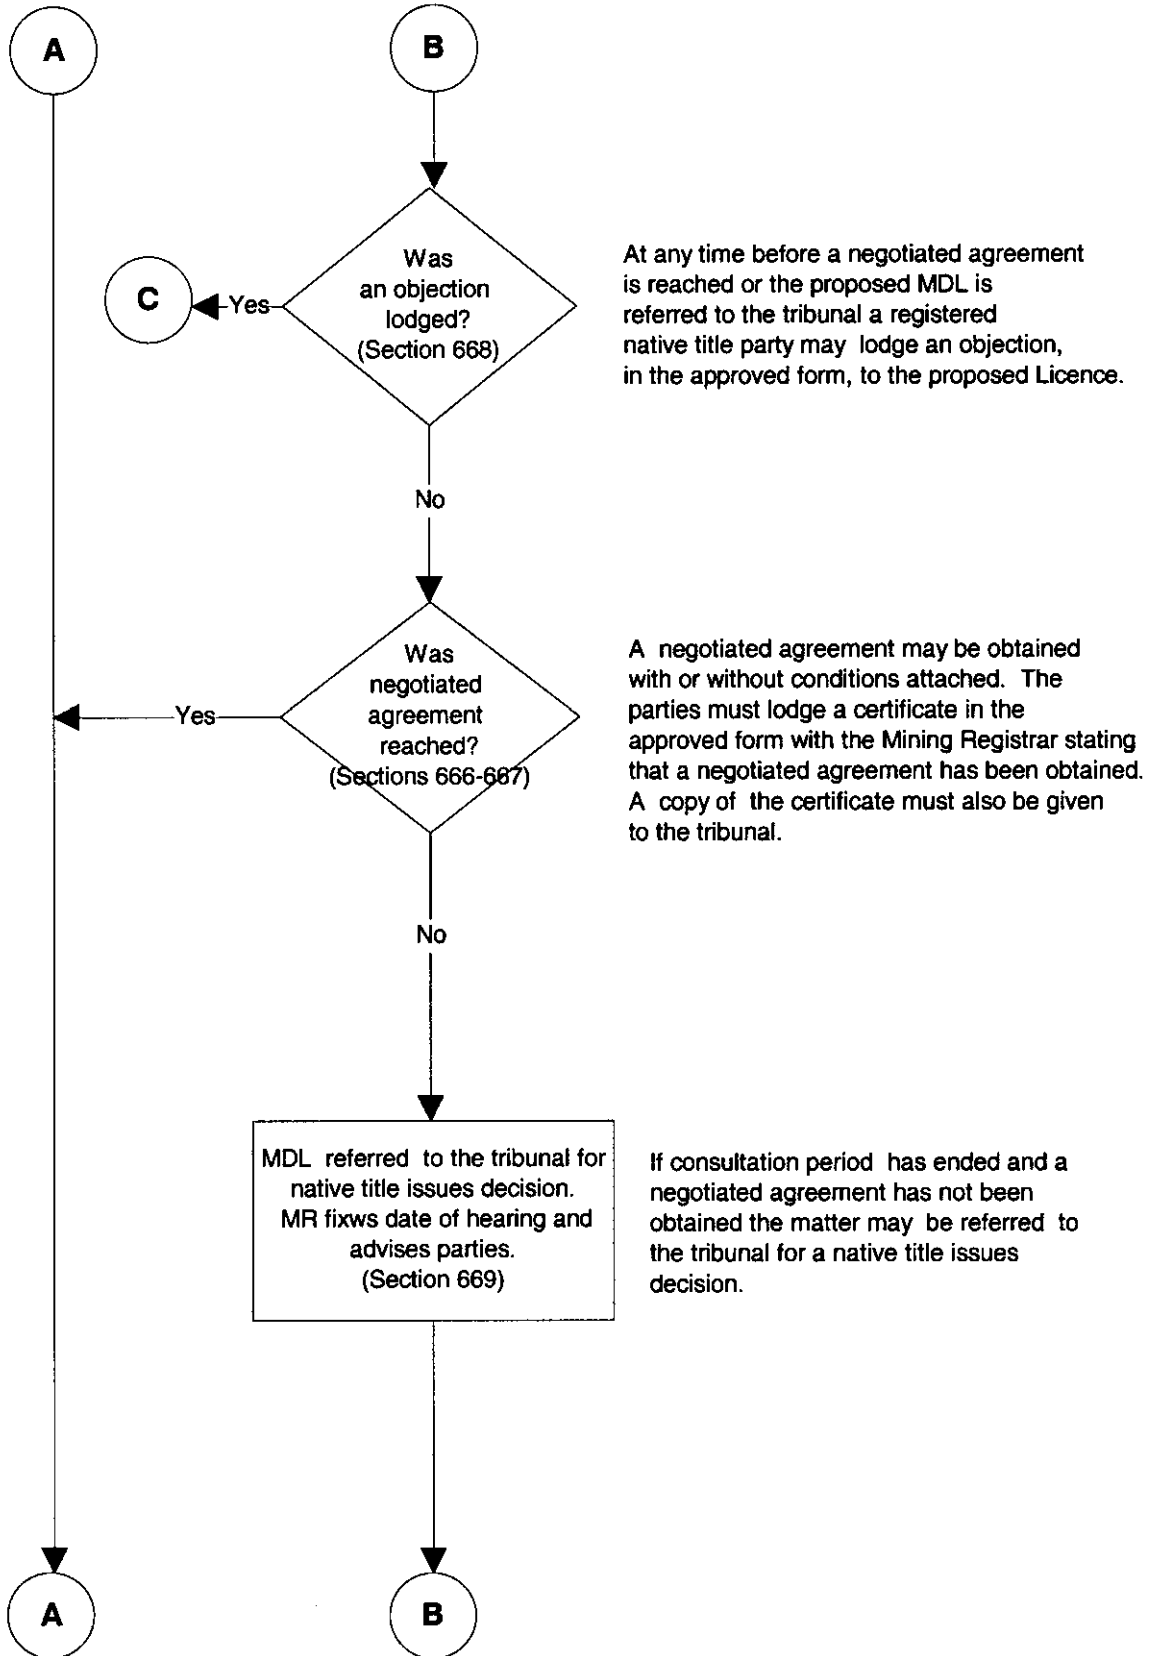 A
B
Was
an objection
lodged?
(Section 668)
C
Yes
At any time before a negotiated agreement
is reached or the proposed MDL is
referred to the tribunal a registered
native title party may lodge an objection,
in the approved form, to the proposed Licence.
No
Was
negotiated
agreement
reached?
(Sections 666-667)
Yes
A negotiated agreement may be obtained
with or without conditions attached. The
parties must lodge a certificate in the
approved form with the Mining Registrar stating
that a negotiated agreement has been obtained.
A copy of the certificate must also be given
to the tribunal.
No
MDL referred to the tribunal for
native title issues decision.
MR fixws date of hearing and
advises parties.
(Section 669)
If consultation period has ended and a
negotiated agreement has not been
obtained the matter may be referred to
the tribunal for a native title issues
decision.
A
B